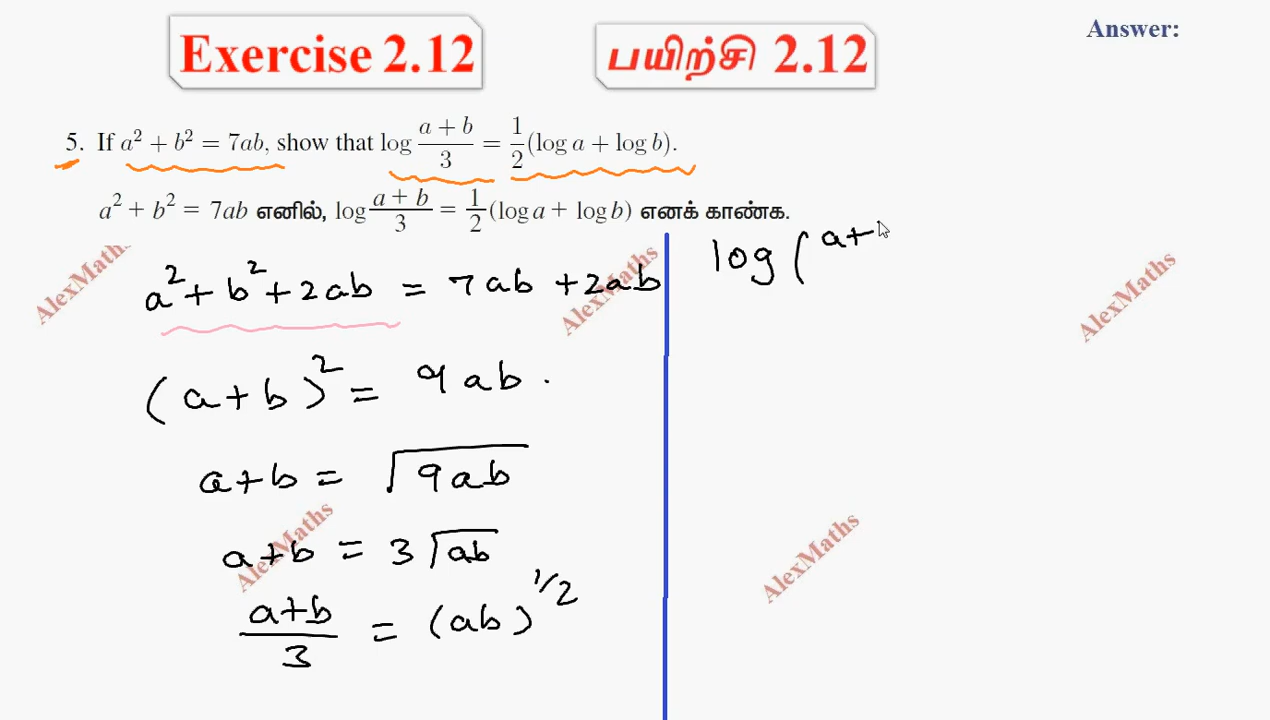 Exercise 2.12
பயிற்சி 2.12
Answer:
5. If a² + b² = 7ab, show that log (a + b)/3 = 1/2 (log a + log b).
a² + b² = 7ab எனில், log (a + b)/3 = 1/2 (log a + log b) எனக் காண்க.
a² + b² + 2ab = 7ab + 2ab
(a+b)² = 9ab .
a+b = √9ab
a+b = 3√ab
(a+b)/3 = (ab)^1/2
log ( a+
AlexMaths
AlexMaths
AlexMaths
AlexMaths
AlexMaths